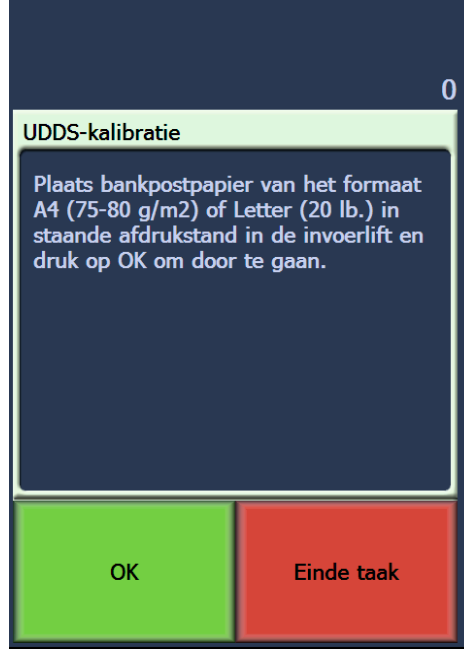 0
UDDS-kalibratie
Plaats bankpostpapier van het formaat
A4 (75-80 g/m2) of Letter (20 lb.) in
staande afdrukstand in de invoerlift en
druk op OK om door te gaan.
OK
Einde taak